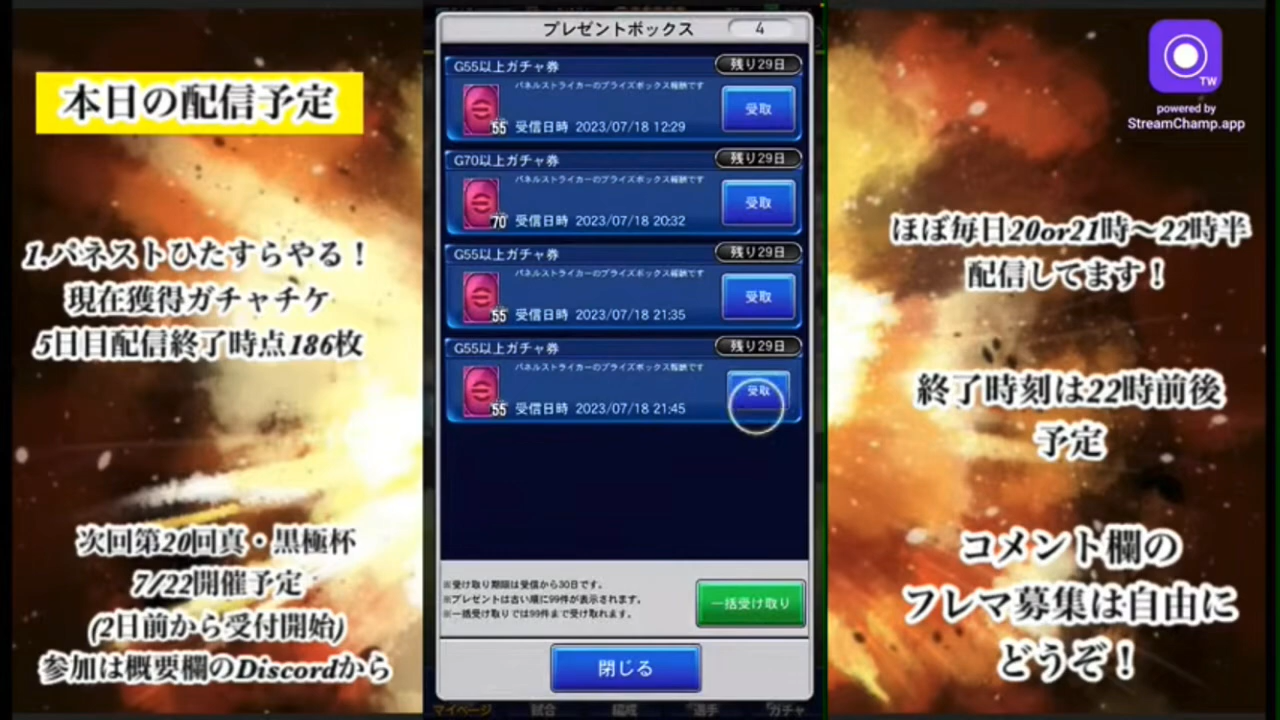 本日の配信予定
1.パネストひたすらやる！
現在獲得ガチャチケ
5日目配信終了時点186枚
次回第20回真・黒極杯
7/22開催予定
(2日前から受付開始)
参加は概要欄のDiscordから
プレゼントボックス 4
G55以上ガチャ券 残り29日
パネルストライカーのプライズボックス報酬です
55 受信日時 2023/07/18 12:29 受取
G70以上ガチャ券 残り29日
パネルストライカーのプライズボックス報酬です
70 受信日時 2023/07/18 20:32 受取
G55以上ガチャ券 残り29日
パネルストライカーのプライズボックス報酬です
55 受信日時 2023/07/18 21:35 受取
G55以上ガチャ券 残り29日
パネルストライカーのプライズボックス報酬です
55 受信日時 2023/07/18 21:45 受取
※受け取り期限は受信から30日です。
※プレゼントは古い順に99件が表示されます。
※一括受け取りでは99件まで受け取れます。
一括受け取り
閉じる
マイページ 試合 編成 選手 ガチャ
TW
powered by
StreamChamp.app
ほぼ毎日20or21時～22時半
配信してます！
終了時刻は22時前後
予定
コメント欄の
フレマ募集は自由に
どうぞ！